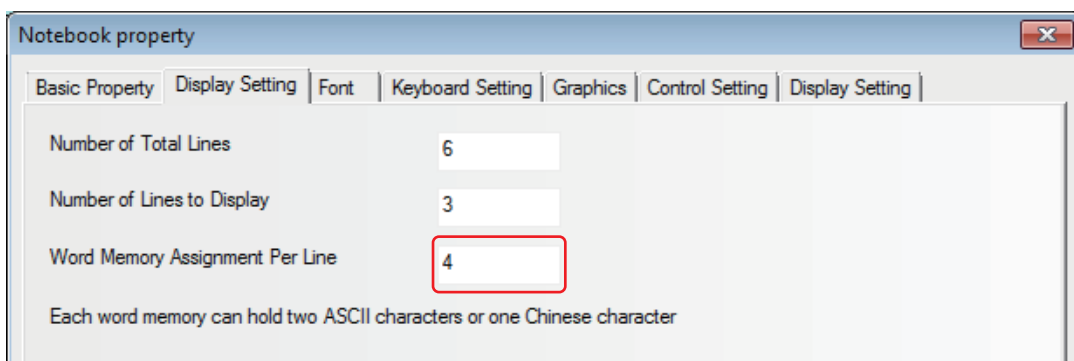 Notebook property
Basic Property Display Setting Font Keyboard Setting Graphics Control Setting Display Setting
Number of Total Lines 6
Number of Lines to Display 3
Word Memory Assignment Per Line 4
Each word memory can hold two ASCII characters or one Chinese character